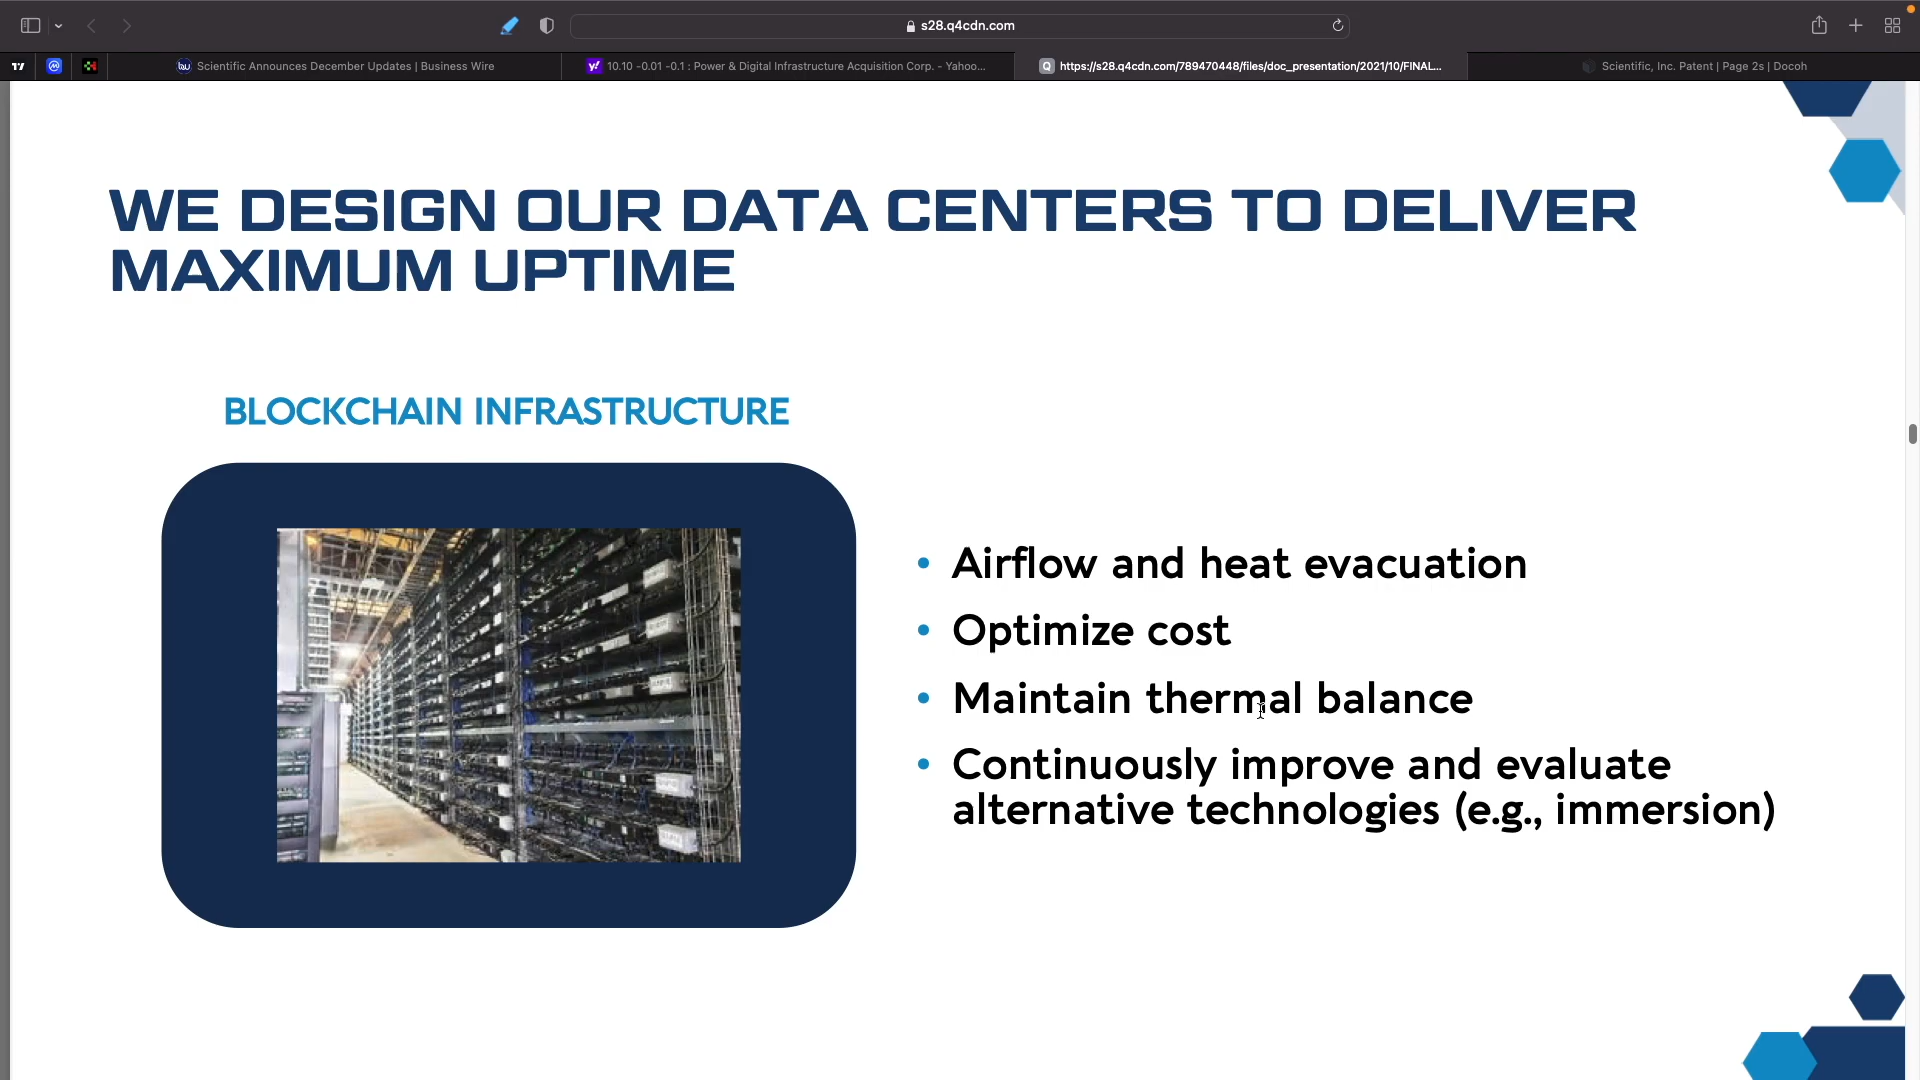 s28.q4cdn.com
Scientific Announces December Updates | Business Wire
10.10 -0.01 -0.1 : Power & Digital Infrastructure Acquisition Corp. - Yahoo...
https://s28.q4cdn.com/789470448/files/doc_presentation/2021/10/FINAL...
Scientific, Inc. Patent | Page 2s | Docoh
WE DESIGN OUR DATA CENTERS TO DELIVER
MAXIMUM UPTIME
BLOCKCHAIN INFRASTRUCTURE
• Airflow and heat evacuation
• Optimize cost
• Maintain thermal balance
• Continuously improve and evaluate
alternative technologies (e.g., immersion)